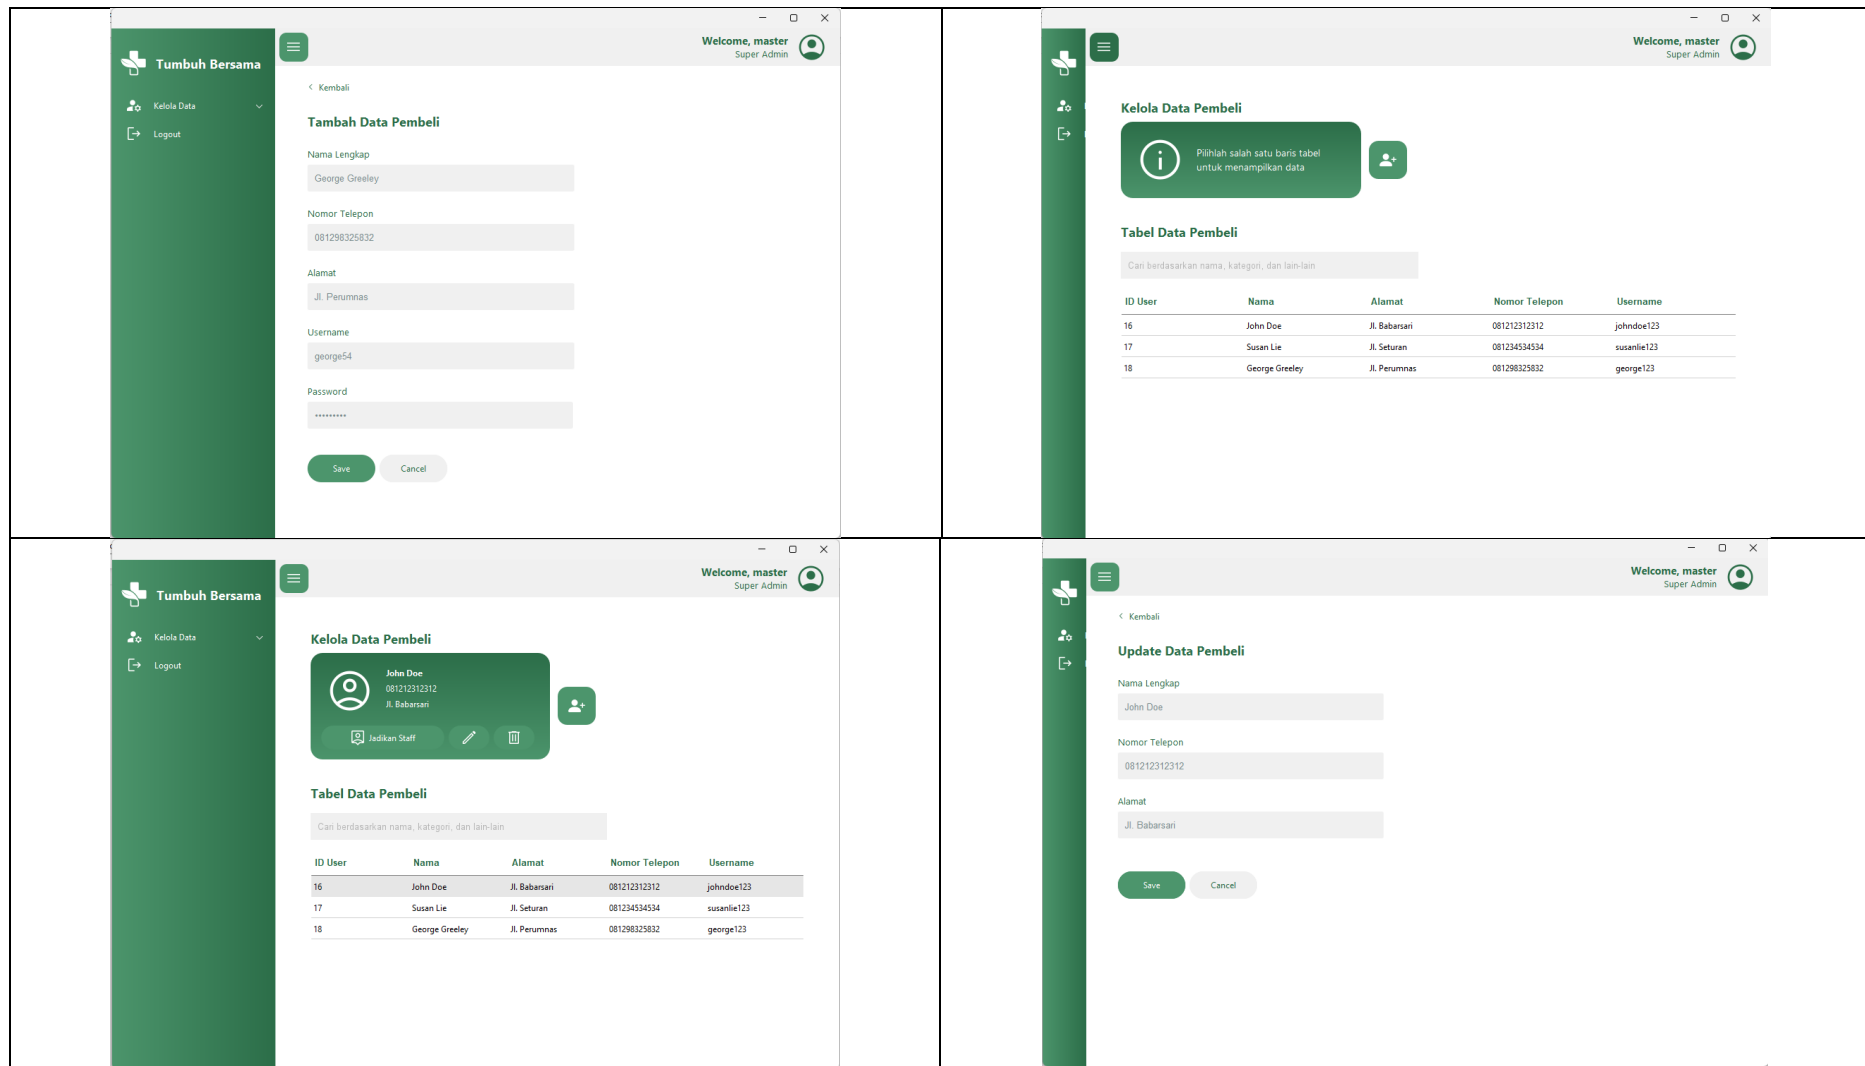 Welcome, master
Super Admin
Tumbuh Bersama
Kelola Data
Logout
Kembali
Tambah Data Pembeli
Nama Lengkap
George Greeley
Nomor Telepon
081298325832
Alamat
Jl. Perumnas
Username
george54
Password
•••••••••
Save Cancel
Welcome, master
Super Admin
Kelola Data Pembeli
Pilihlah salah satu baris tabel
untuk menampilkan data
Tabel Data Pembeli
Cari berdasarkan nama, kategori, dan lain-lain
ID User Nama Alamat Nomor Telepon Username
16 John Doe Jl. Babarsari 081212312312 johndoe123
17 Susan Lie Jl. Seturan 081234534534 susanlie123
18 George Greeley Jl. Perumnas 081298325832 george123
Welcome, master
Super Admin
Tumbuh Bersama
Kelola Data
Logout
Kelola Data Pembeli
John Doe
081212312312
Jl. Babarsari
Jadikan Staff
Tabel Data Pembeli
Cari berdasarkan nama, kategori, dan lain-lain
ID User Nama Alamat Nomor Telepon Username
16 John Doe Jl. Babarsari 081212312312 johndoe123
17 Susan Lie Jl. Seturan 081234534534 susanlie123
18 George Greeley Jl. Perumnas 081298325832 george123
Welcome, master
Super Admin
Kembali
Update Data Pembeli
Nama Lengkap
John Doe
Nomor Telepon
081212312312
Alamat
Jl. Babarsari
Save Cancel